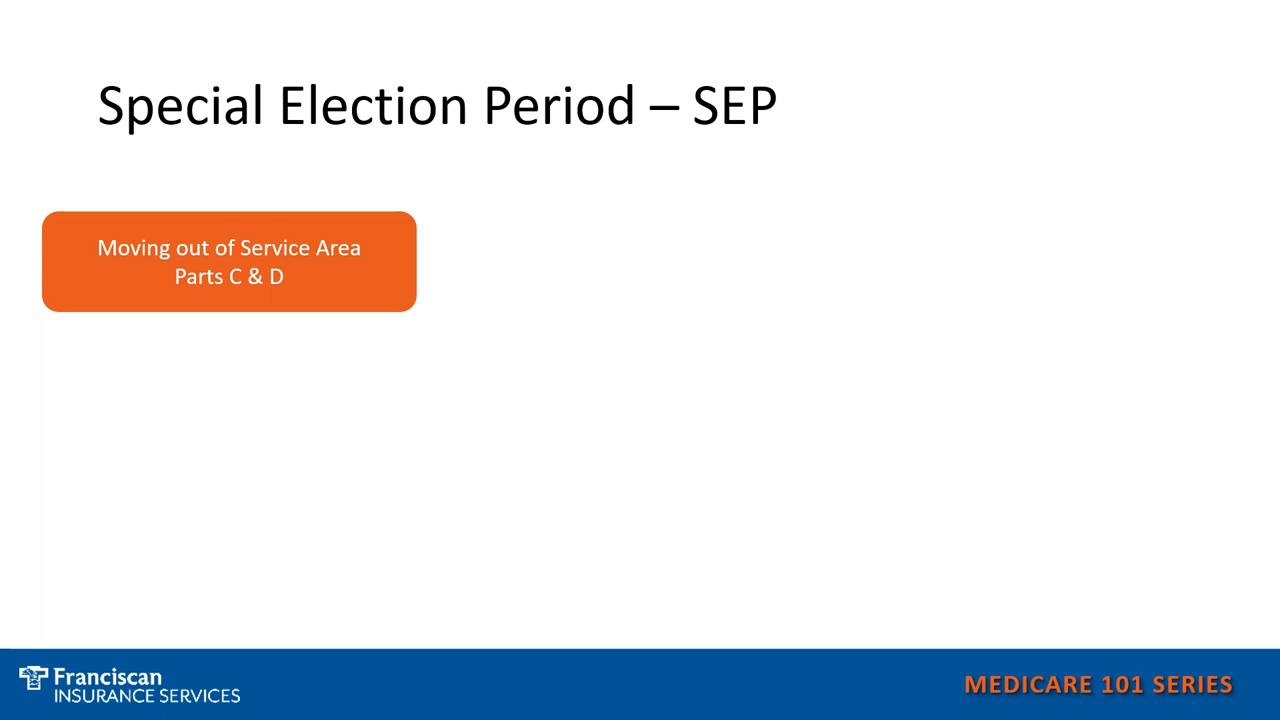 Special Election Period – SEP
Moving out of Service Area
Parts C & D
Franciscan
INSURANCE SERVICES
MEDICARE 101 SERIES